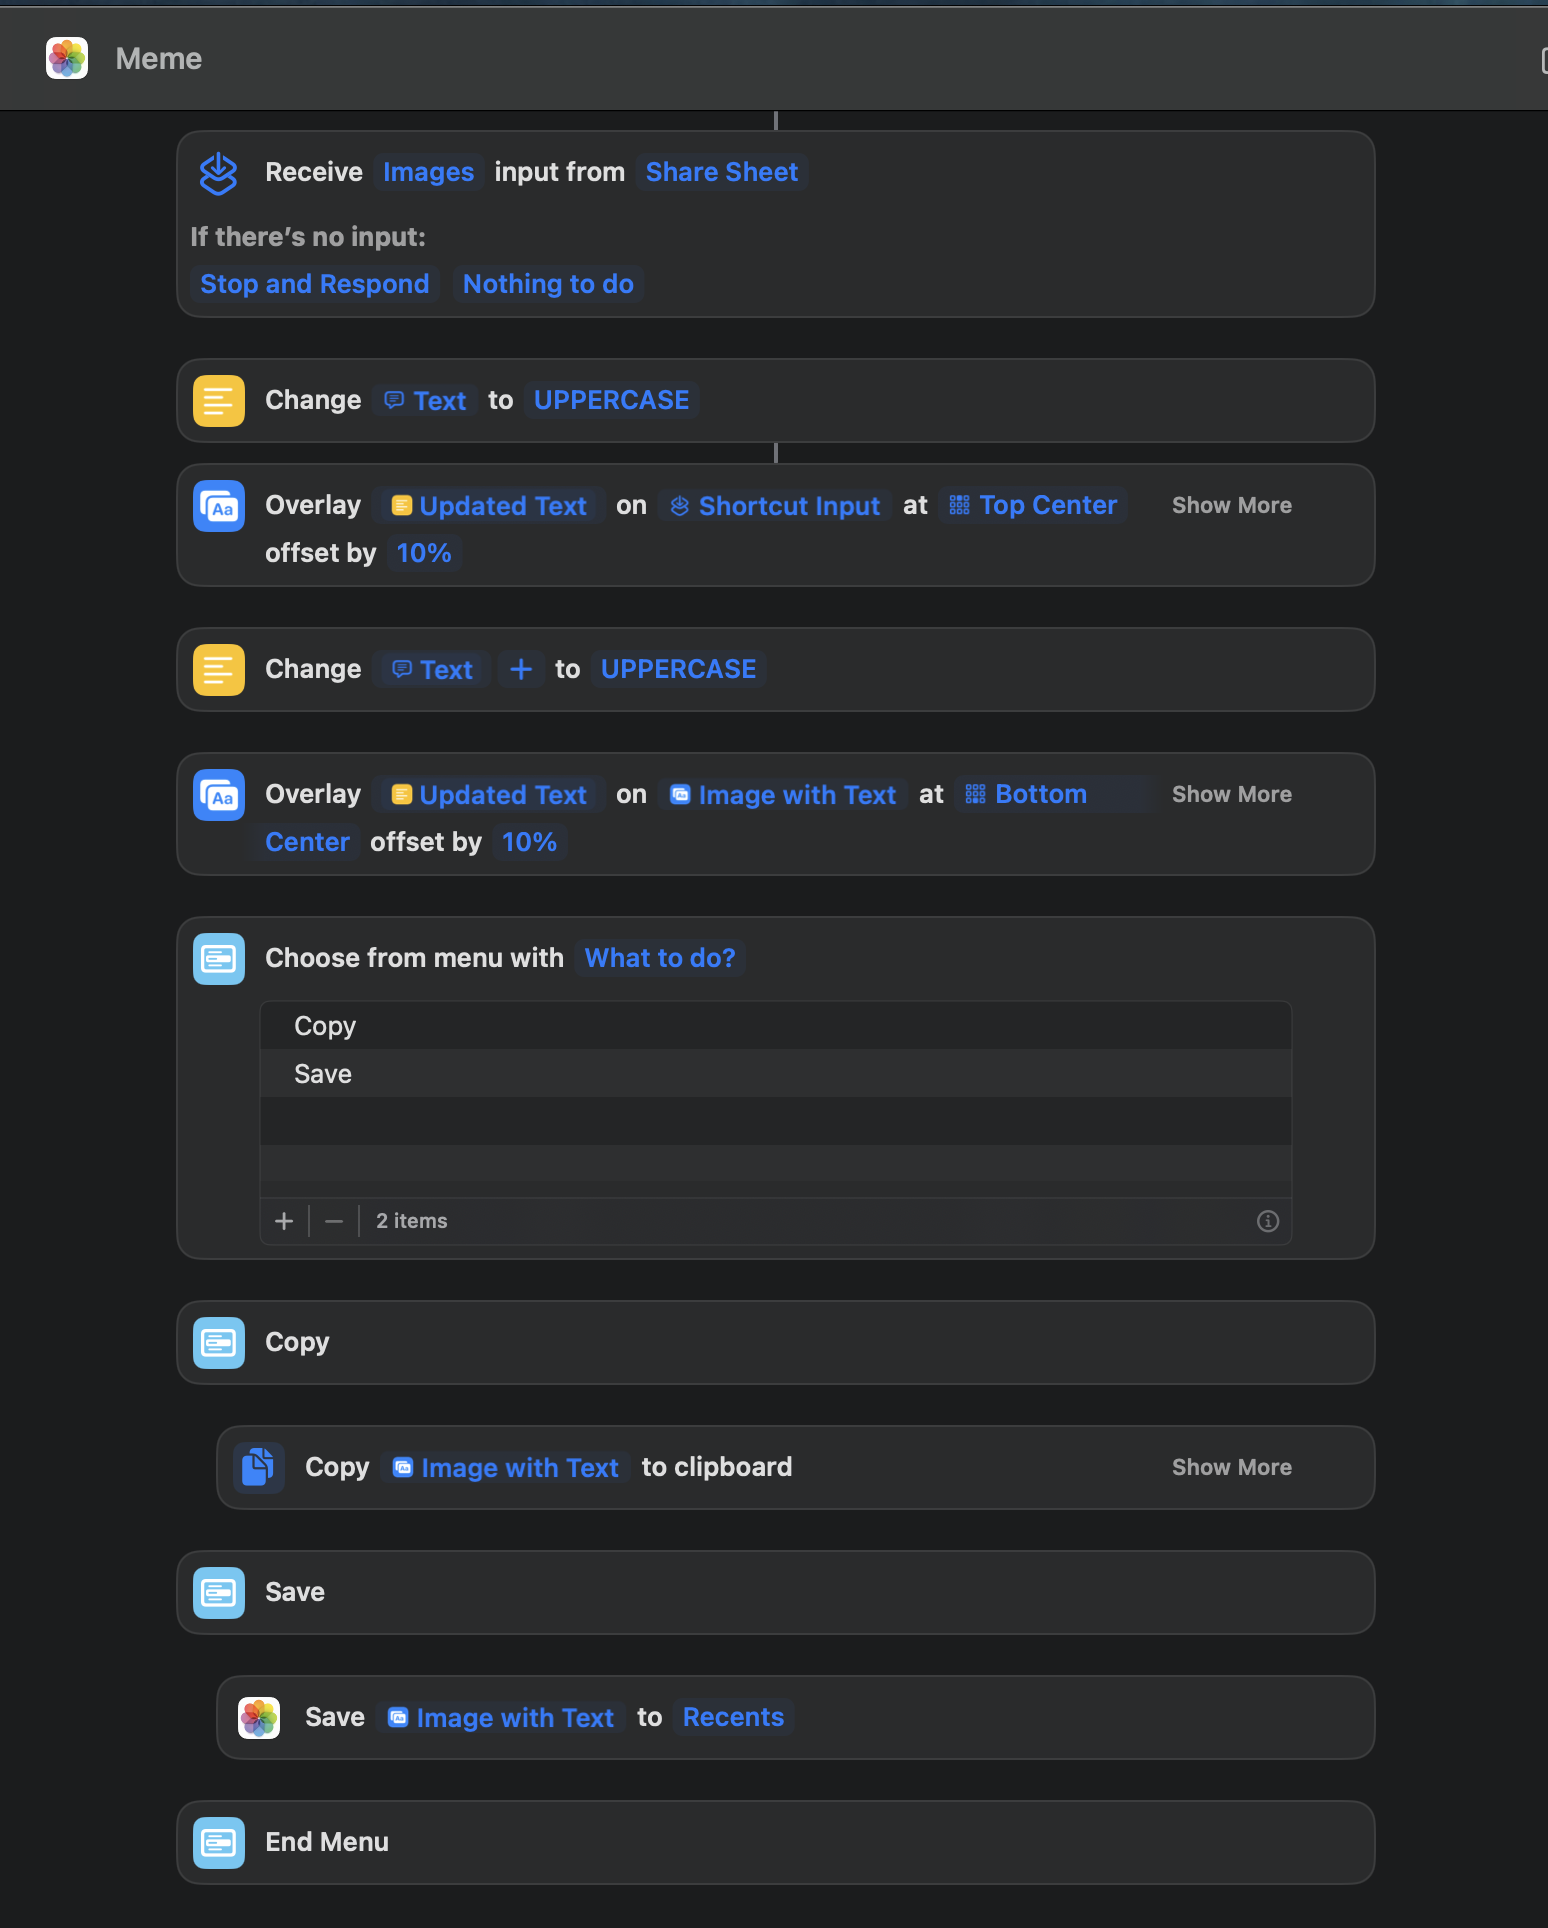 Meme
Receive Images input from Share Sheet
If there’s no input:
Stop and Respond Nothing to do
Change Text to UPPERCASE
Overlay Updated Text on Shortcut Input at Top Center Show More
offset by 10%
Change Text + to UPPERCASE
Overlay Updated Text on Image with Text at Bottom Show More
Center offset by 10%
Choose from menu with What to do?
Copy
Save
2 items
Copy
Copy Image with Text to clipboard Show More
Save
Save Image with Text to Recents
End Menu